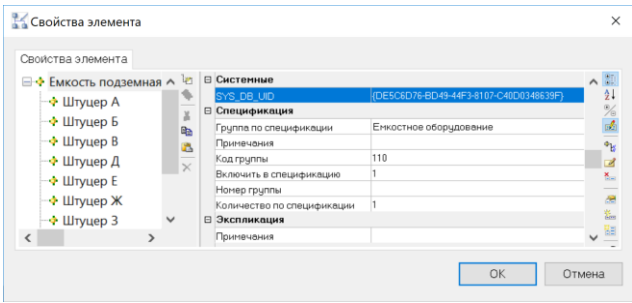 Свойства элемента
Свойства элемента
Емкость подземная
Штуцер А
Штуцер Б
Штуцер В
Штуцер Д
Штуцер Е
Штуцер Ж
Штуцер З
Системные
SYS_DB_UID {DE5C6D76-BD49-44F3-8107-C40D0348639F}
Спецификация
Группа по спецификации Емкостное оборудование
Примечания
Код группы 110
Включить в спецификацию 1
Номер группы
Количество по спецификации 1
Экспликация
Примечания
OK Отмена